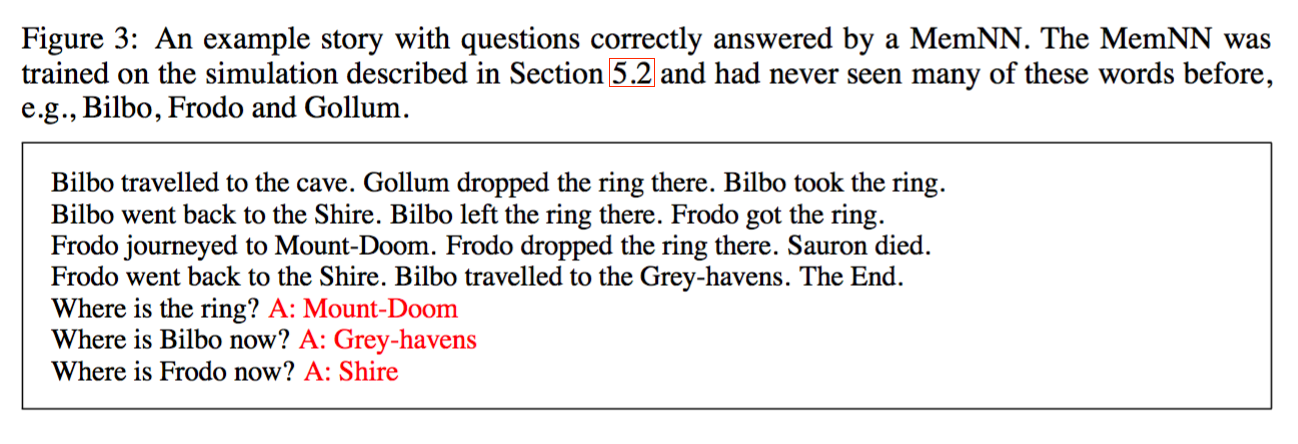 Figure 3: An example story with questions correctly answered by a MemNN. The MemNN was
trained on the simulation described in Section 5.2 and had never seen many of these words before,
e.g., Bilbo, Frodo and Gollum.
Bilbo travelled to the cave. Gollum dropped the ring there. Bilbo took the ring.
Bilbo went back to the Shire. Bilbo left the ring there. Frodo got the ring.
Frodo journeyed to Mount-Doom. Frodo dropped the ring there. Sauron died.
Frodo went back to the Shire. Bilbo travelled to the Grey-havens. The End.
Where is the ring? A: Mount-Doom
Where is Bilbo now? A: Grey-havens
Where is Frodo now? A: Shire